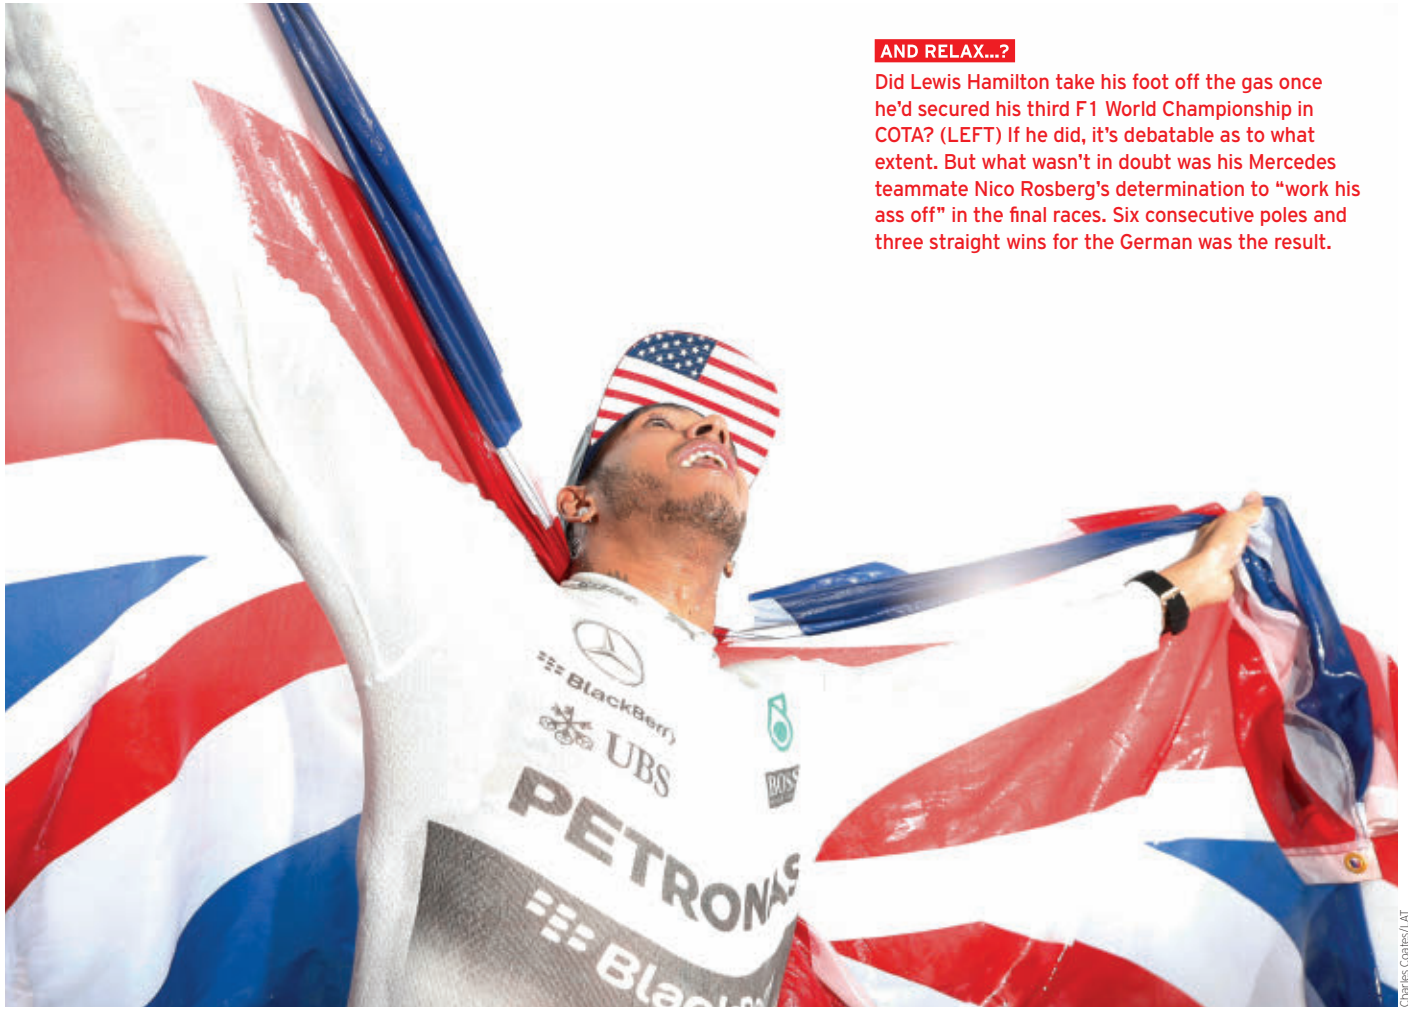 AND RELAX...?
Did Lewis Hamilton take his foot off the gas once
he'd secured his third F1 World Championship in
COTA? (LEFT) If he did, it's debatable as to what
extent. But what wasn't in doubt was his Mercedes
teammate Nico Rosberg's determination to “work his
ass off” in the final races. Six consecutive poles and
three straight wins for the German was the result.
BlackBerry
UBS
BOSS
PETRONAS
Charles Coates/LAT